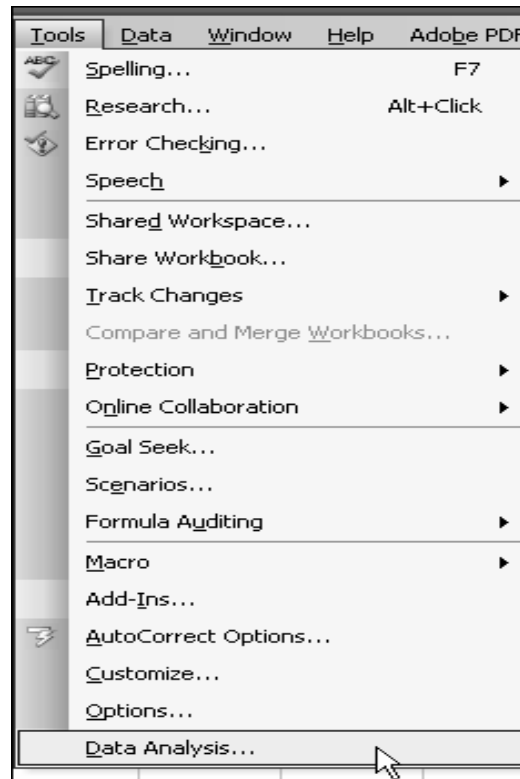 Tools Data Window Help Adobe PDF
ABC Spelling... F7
Research... Alt+Click
Error Checking...
Speech
Shared Workspace...
Share Workbook...
Track Changes
Compare and Merge Workbooks...
Protection
Online Collaboration
Goal Seek...
Scenarios...
Formula Auditing
Macro
Add-Ins...
AutoCorrect Options...
Customize...
Options...
Data Analysis...